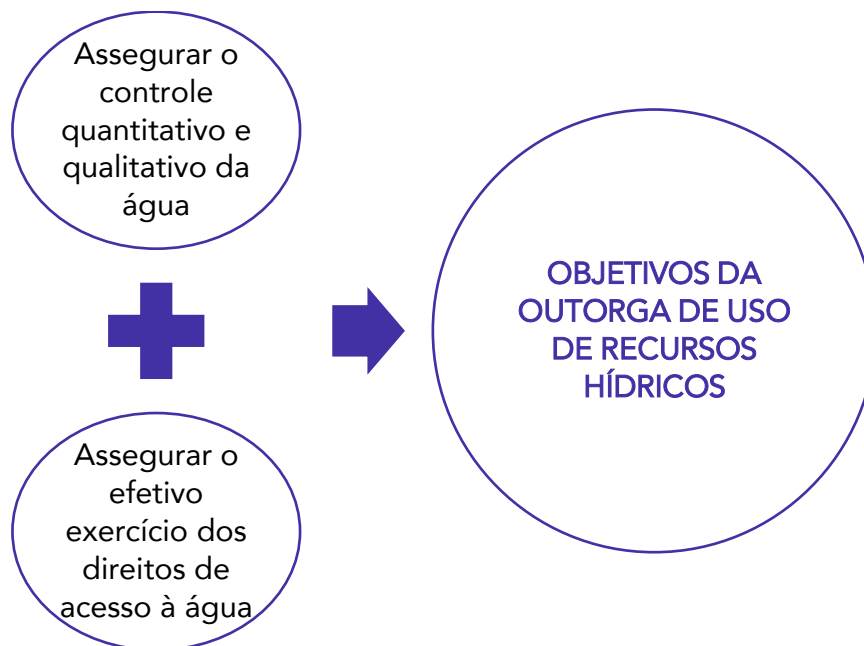 Assegurar o
controle
quantitativo e
qualitativo da
água
Assegurar o
efetivo
exercício dos
direitos de
acesso à água
OBJETIVOS DA
OUTORGA DE USO
DE RECURSOS
HÍDRICOS